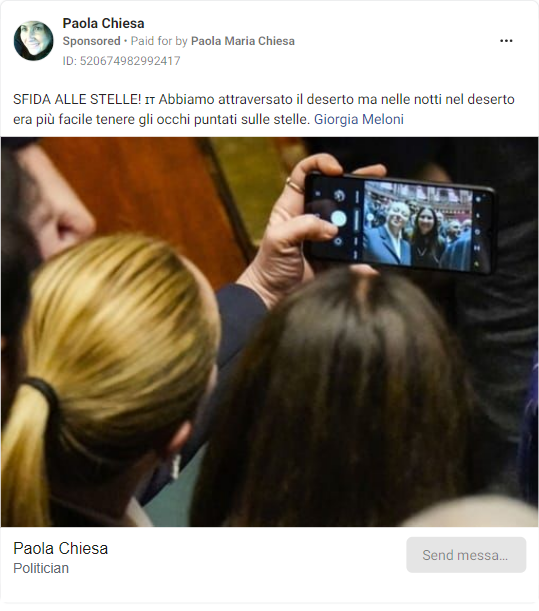 Paola Chiesa
Sponsored • Paid for by Paola Maria Chiesa
ID: 520674982992417
SFIDA ALLE STELLE! ıт Abbiamo attraversato il deserto ma nelle notti nel deserto
era più facile tenere gli occhi puntati sulle stelle. Giorgia Meloni
Paola Chiesa
Politician
Send messa...